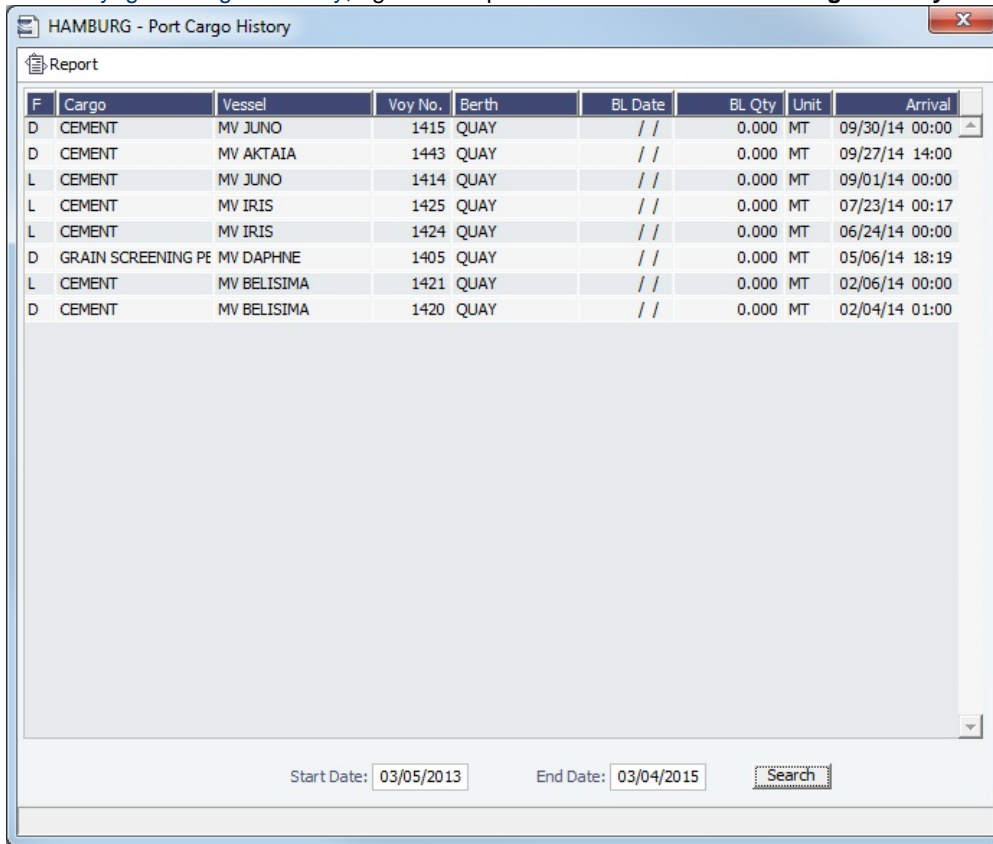 HAMBURG - Port Cargo History
Report
F Cargo Vessel Voy No. Berth BL Date BL Qty Unit Arrival
D CEMENT MV JUNO 1415 QUAY / / 0.000 MT 09/30/14 00:00
D CEMENT MV AKTAIA 1443 QUAY / / 0.000 MT 09/27/14 14:00
L CEMENT MV JUNO 1414 QUAY / / 0.000 MT 09/01/14 00:00
L CEMENT MV IRIS 1425 QUAY / / 0.000 MT 07/23/14 00:17
L CEMENT MV IRIS 1424 QUAY / / 0.000 MT 06/24/14 00:00
D GRAIN SCREENING PE MV DAPHNE 1405 QUAY / / 0.000 MT 05/06/14 18:19
L CEMENT MV BELISIMA 1421 QUAY / / 0.000 MT 02/06/14 00:00
D CEMENT MV BELISIMA 1420 QUAY / / 0.000 MT 02/04/14 01:00
Start Date: 03/05/2013 End Date: 03/04/2015 Search